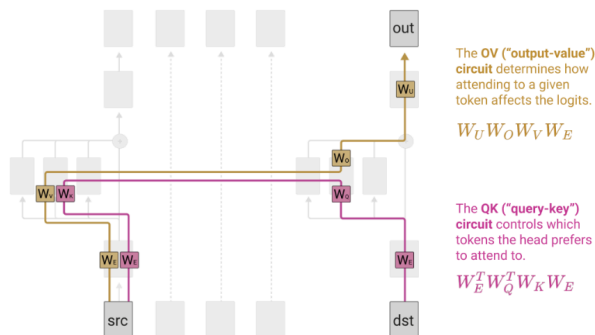 out
The OV (“output-value”)
circuit determines how
attending to a given
token affects the logits.
W_U W_O W_V W_E
W_U
W_O
W_V W_K W_Q
The QK (“query-key”)
circuit controls which
tokens the head prefers
to attend to.
W_E^T W_Q^T W_K W_E
W_E W_E W_E
src dst